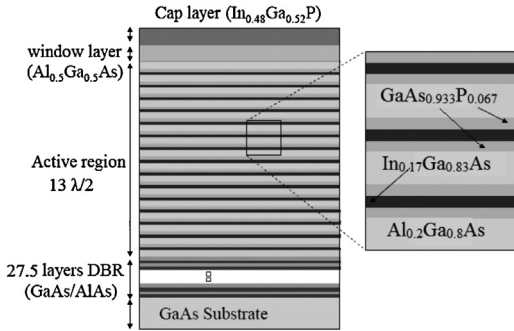 Cap layer (In₀.₄₈Ga₀.₅₂P)
window layer
(Al₀.₅Ga₀.₅As)
Active region
13 λ/2
27.5 layers DBR
(GaAs/AlAs)
GaAs Substrate
GaAs₀.₉₃₃P₀.₀₆₇
In₀.₁₇Ga₀.₈₃As
Al₀.₂Ga₀.₈As